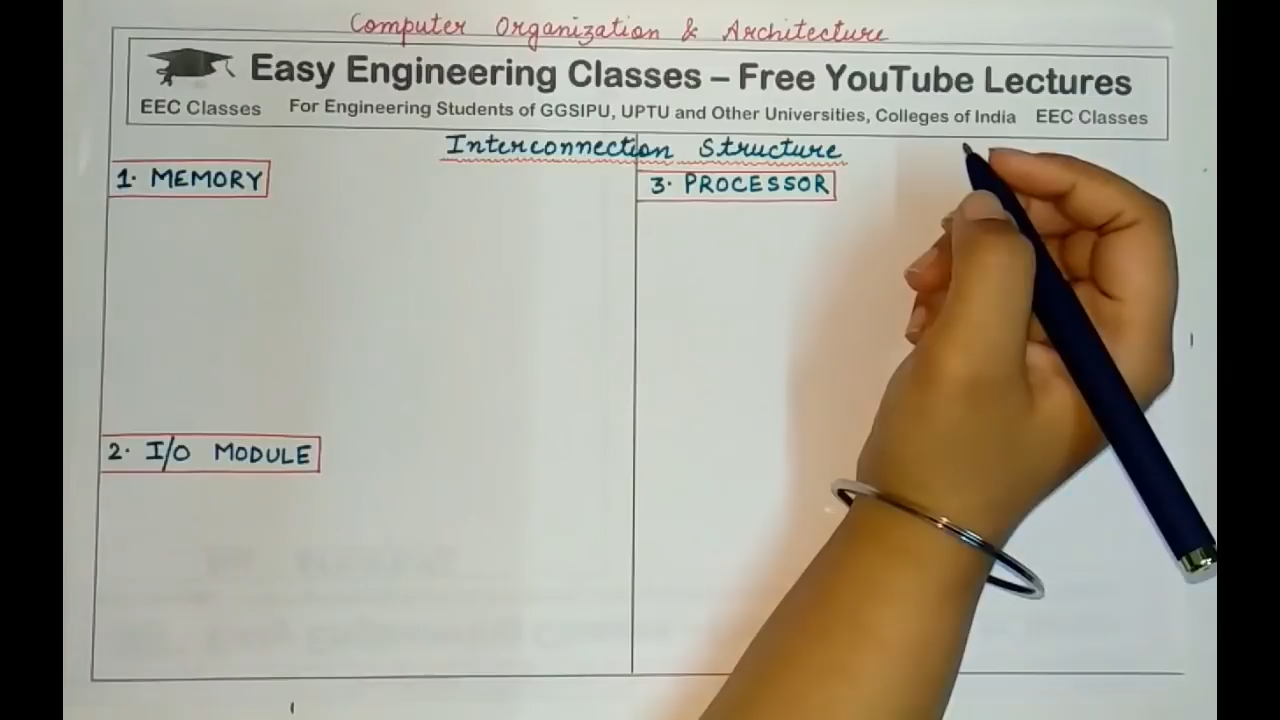 Computer Organization & Architecture
Easy Engineering Classes – Free YouTube Lectures
EEC Classes For Engineering Students of GGSIPU, UPTU and Other Universities, Colleges of India EEC Classes
Interconnection Structure
1. MEMORY
3. PROCESSOR
2. I/O MODULE